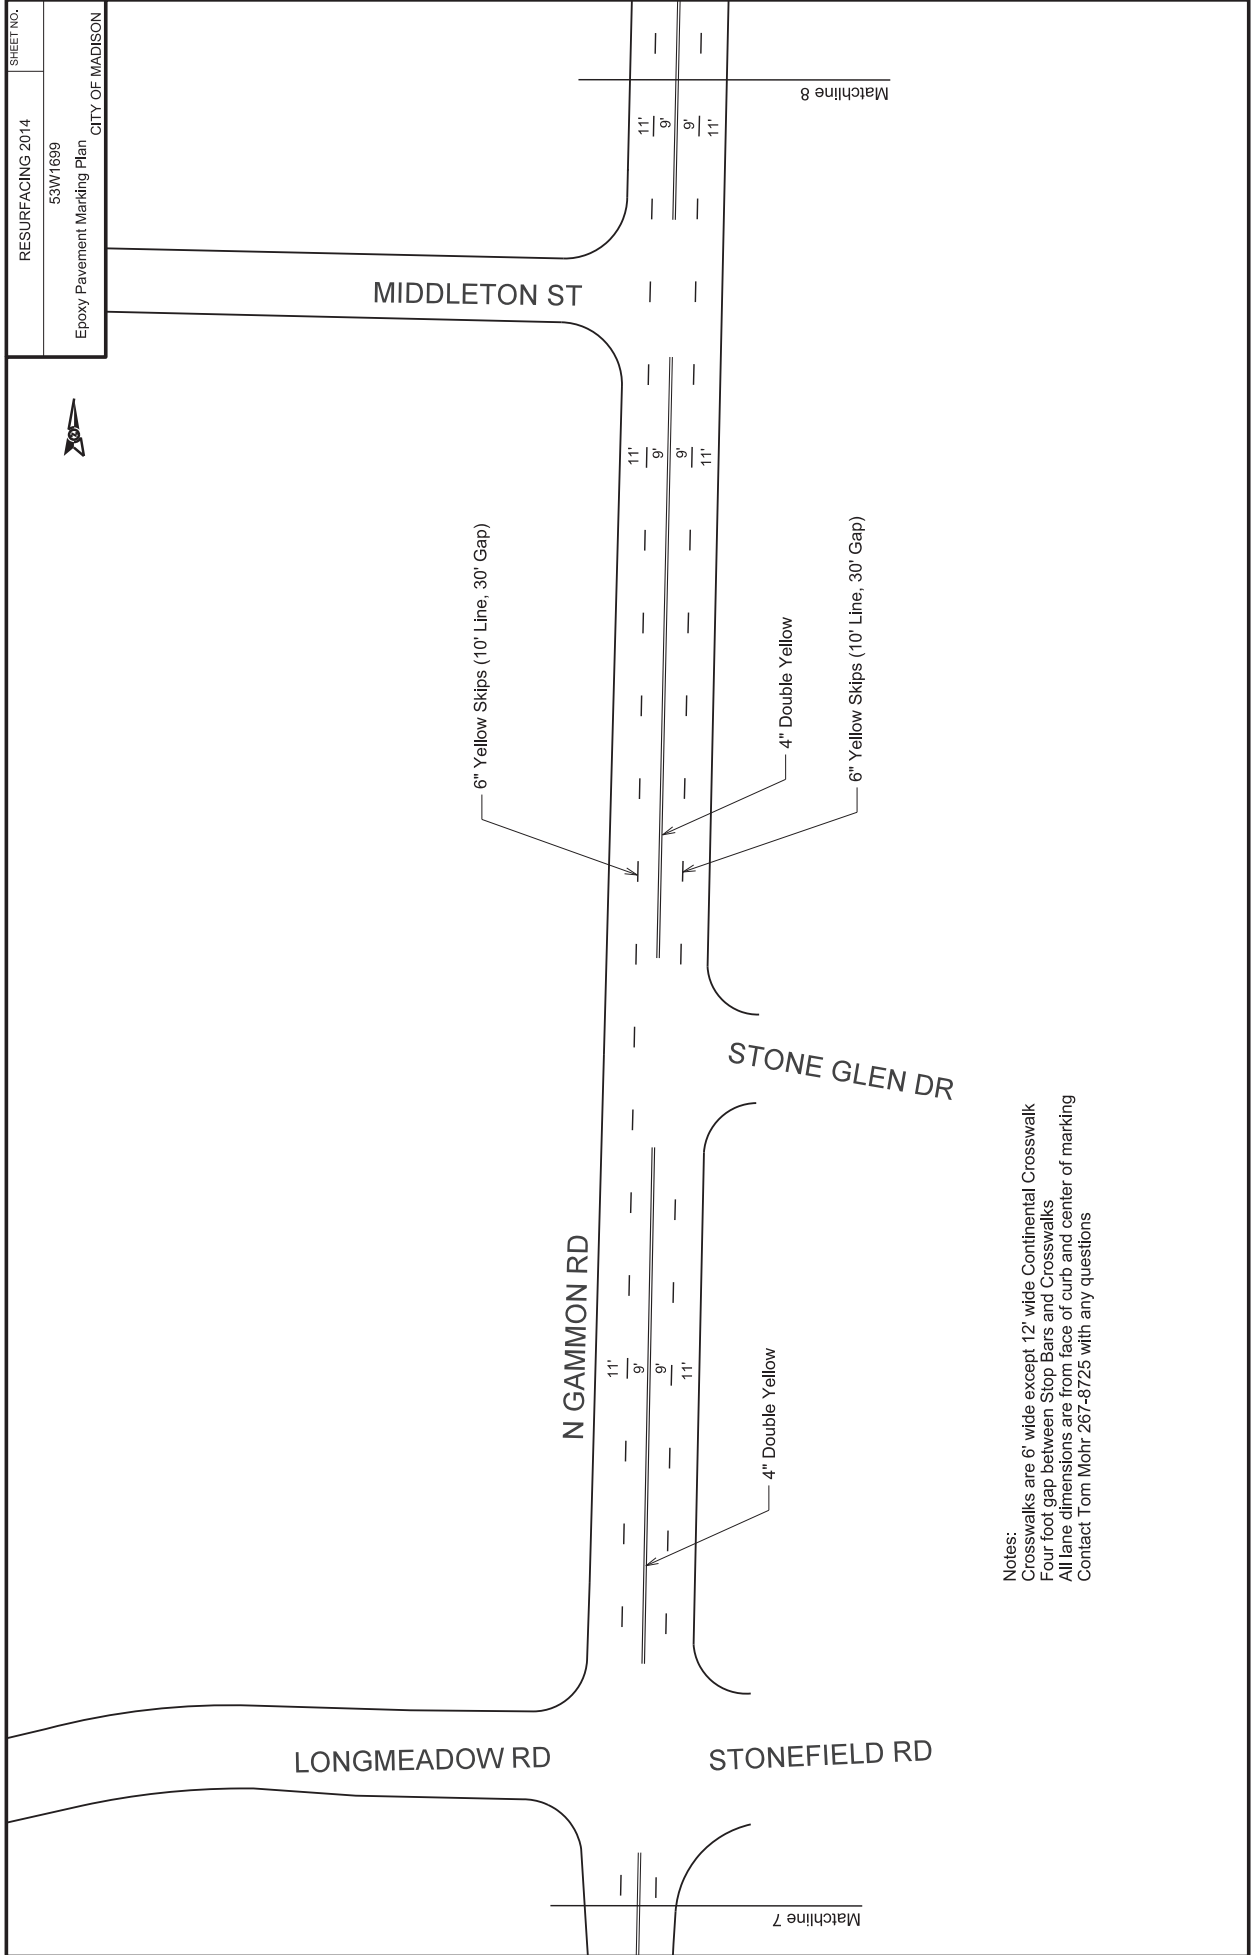 SHEET NO.
RESURFACING 2014
53W1699
Epoxy Pavement Marking Plan
CITY OF MADISON
Matchline 8
11'
9'
9'
11'
MIDDLETON ST
11'
9'
9'
11'
6" Yellow Skips (10' Line, 30' Gap)
4" Double Yellow
6" Yellow Skips (10' Line, 30' Gap)
STONE GLEN DR
N GAMMON RD
11'
9'
9'
11'
4" Double Yellow
Notes:
Crosswalks are 6' wide except 12' wide Continental Crosswalk
Four foot gap between Stop Bars and Crosswalks
All lane dimensions are from face of curb and center of marking
Contact Tom Mohr 267-8725 with any questions
LONGMEADOW RD
STONEFIELD RD
Matchline 7